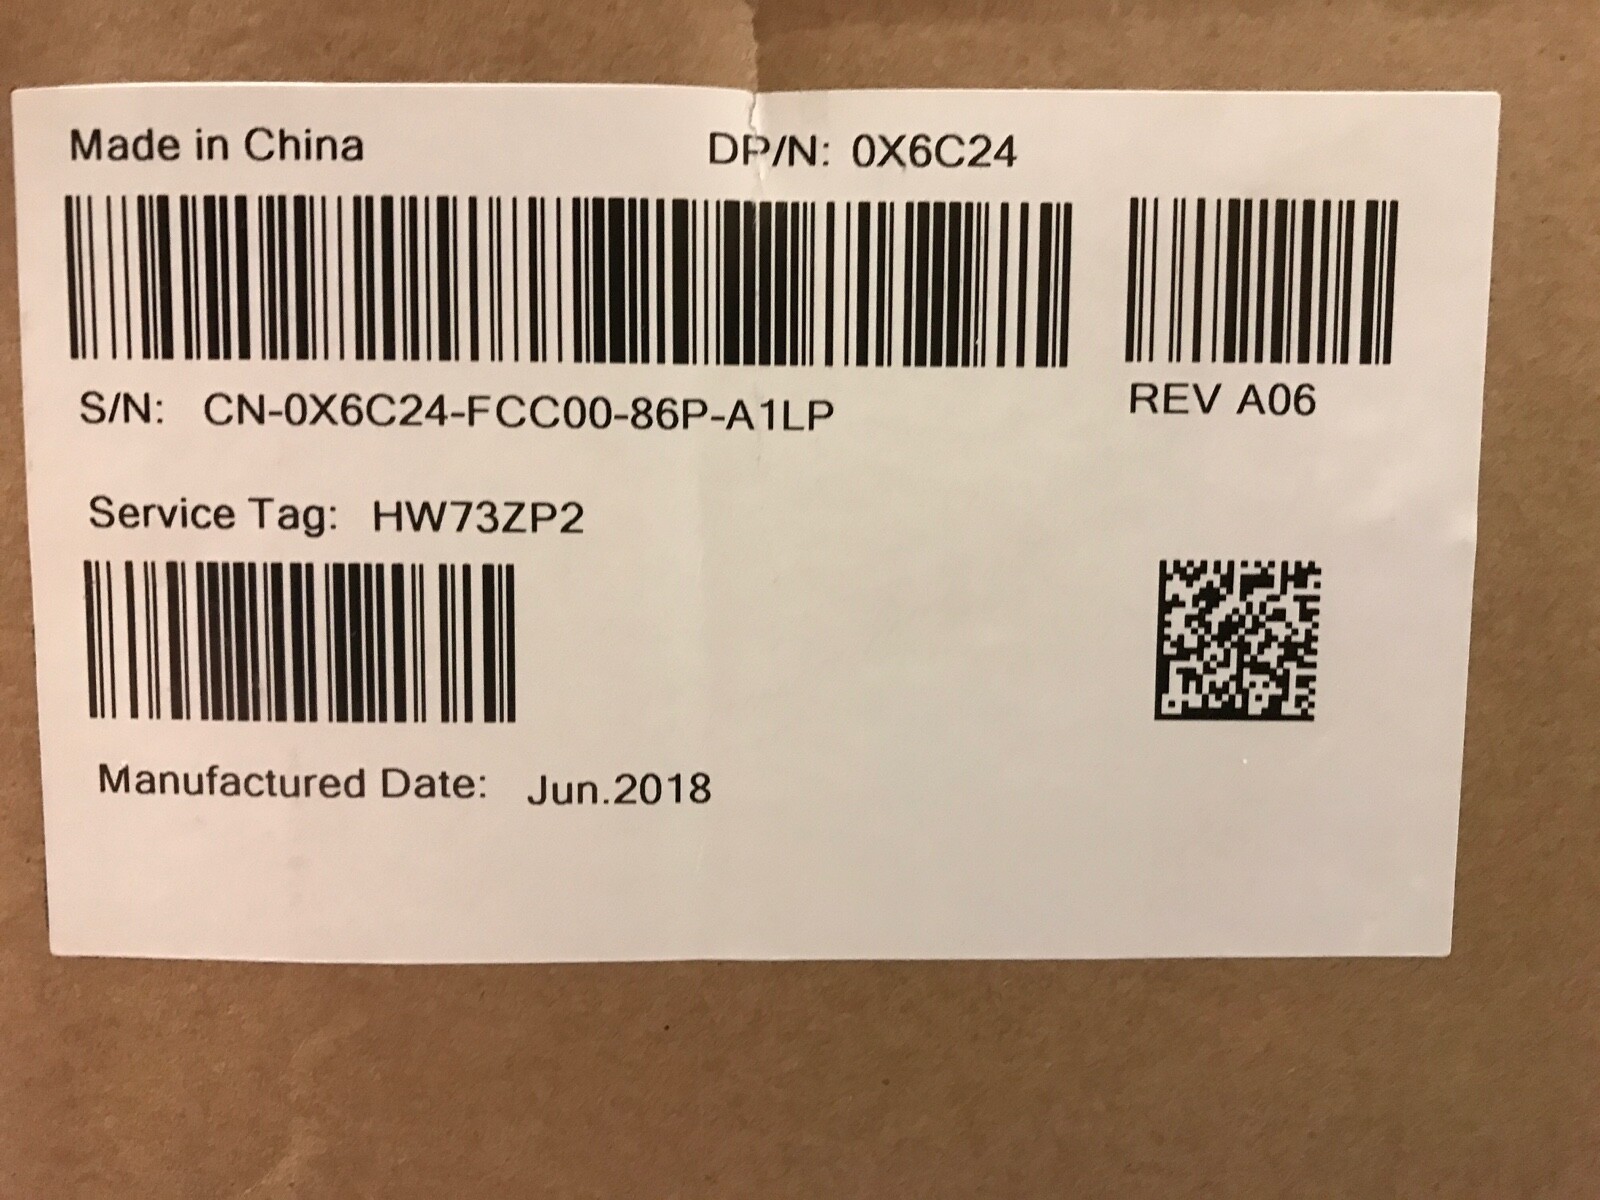 Made in China DP/N: 0X6C24
S/N: CN-0X6C24-FCC00-86P-A1LP REV A06
Service Tag: HW73ZP2
Manufactured Date: Jun.2018